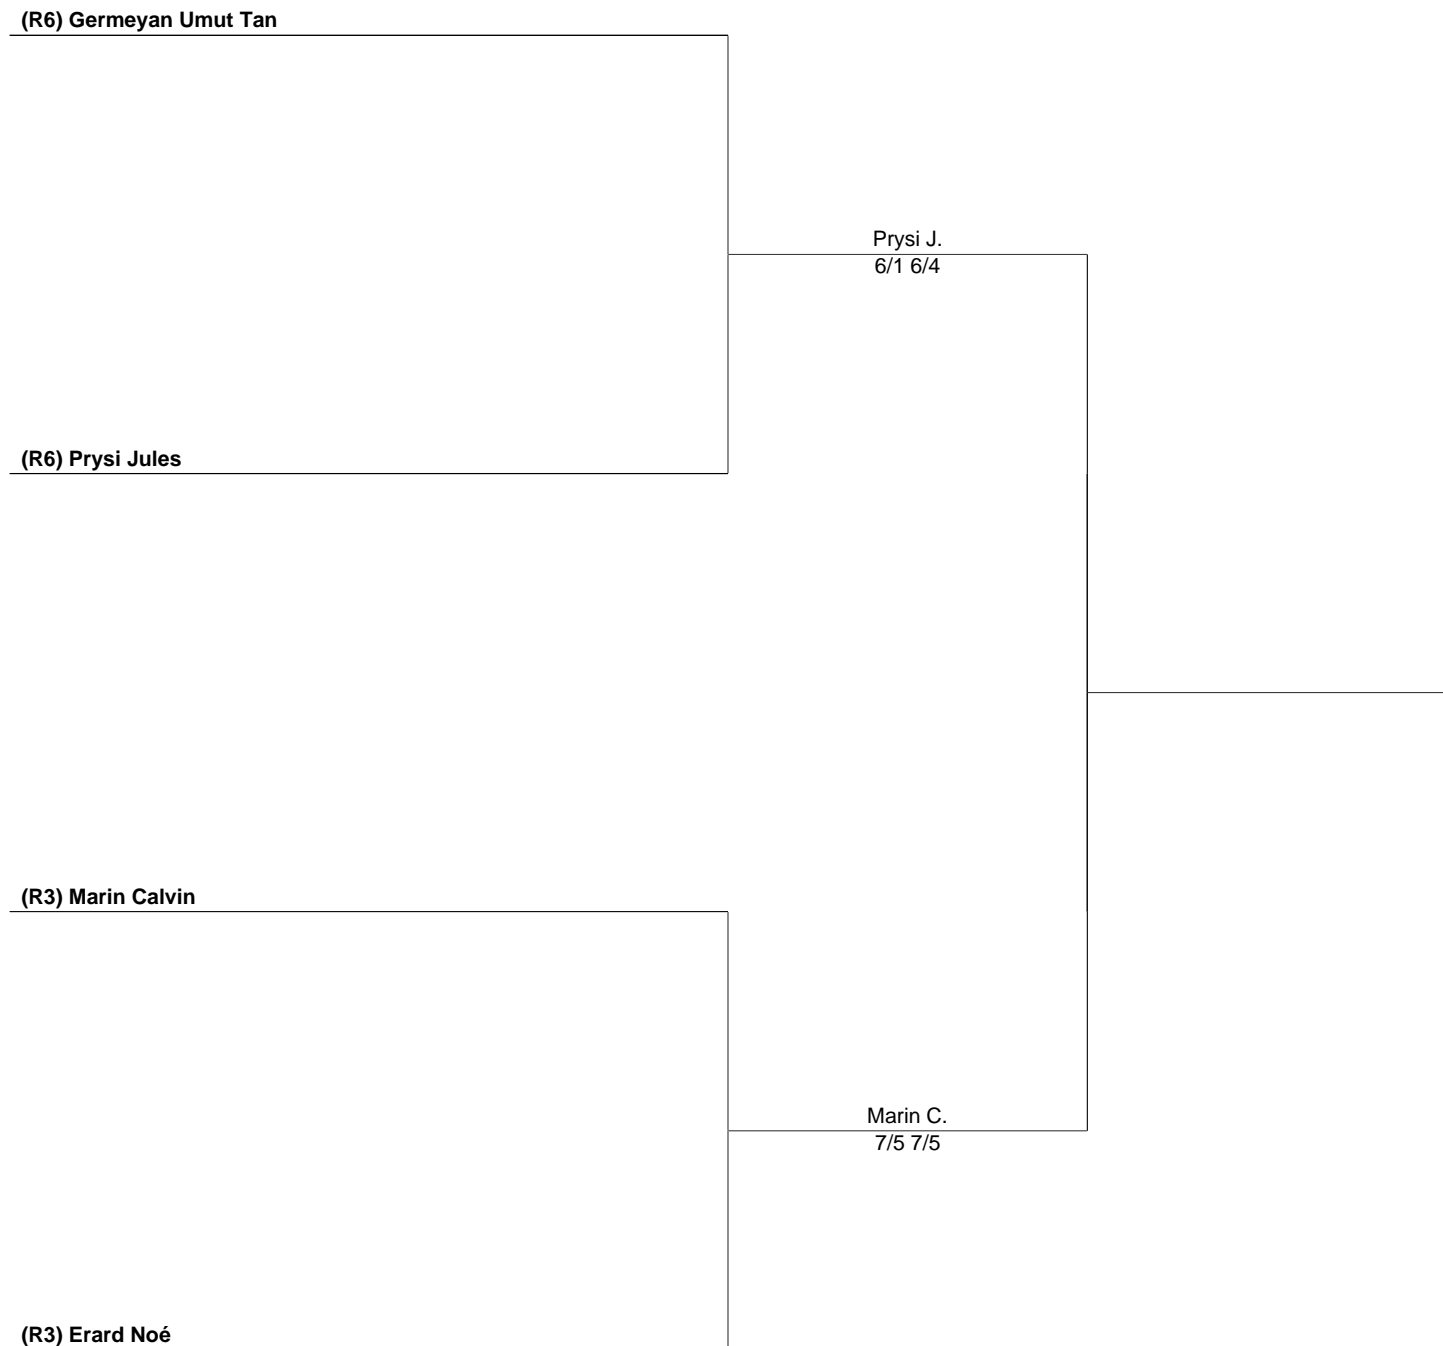 (R6) Germeyan Umut Tan
Prysi J.
6/1 6/4
(R6) Prysi Jules
(R3) Marin Calvin
Marin C.
7/5 7/5
(R3) Erard Noé